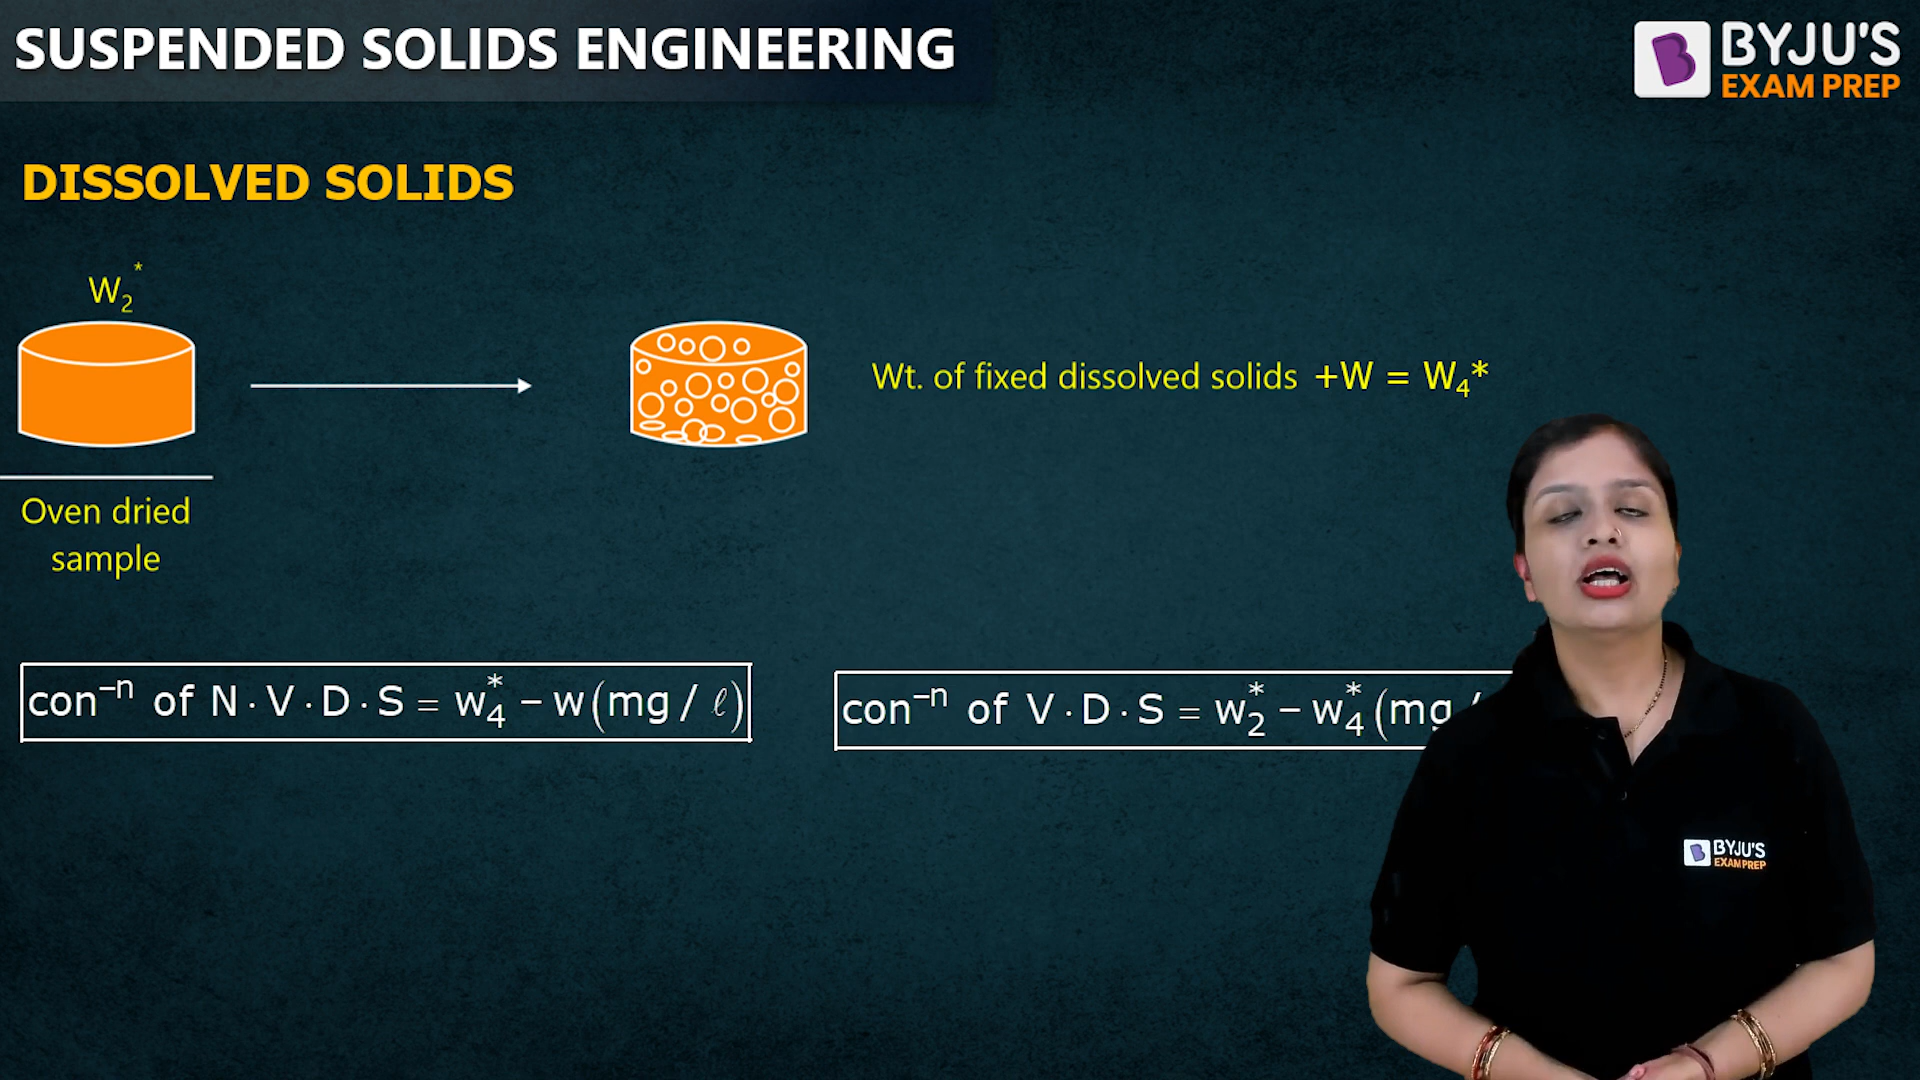 SUSPENDED SOLIDS ENGINEERING
BYJU'S
EXAM PREP
DISSOLVED SOLIDS
W₂*
Wt. of fixed dissolved solids +W = W₄*
Oven dried
sample
con⁻ⁿ of N·V·D·S = w₄* − w(mg / ℓ)
con⁻ⁿ of V·D·S = w₂* − w₄*(mg /
BYJU'S
EXAM PREP